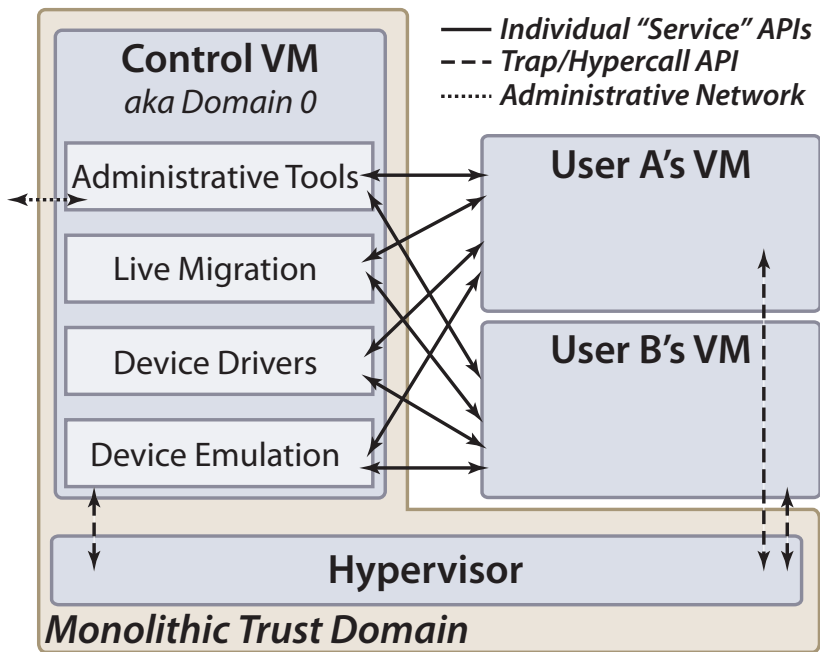 Control VM
aka Domain 0
Administrative Tools
Live Migration
Device Drivers
Device Emulation
Individual “Service” APIs
Trap/Hypercall API
Administrative Network
User A's VM
User B's VM
Hypervisor
Monolithic Trust Domain